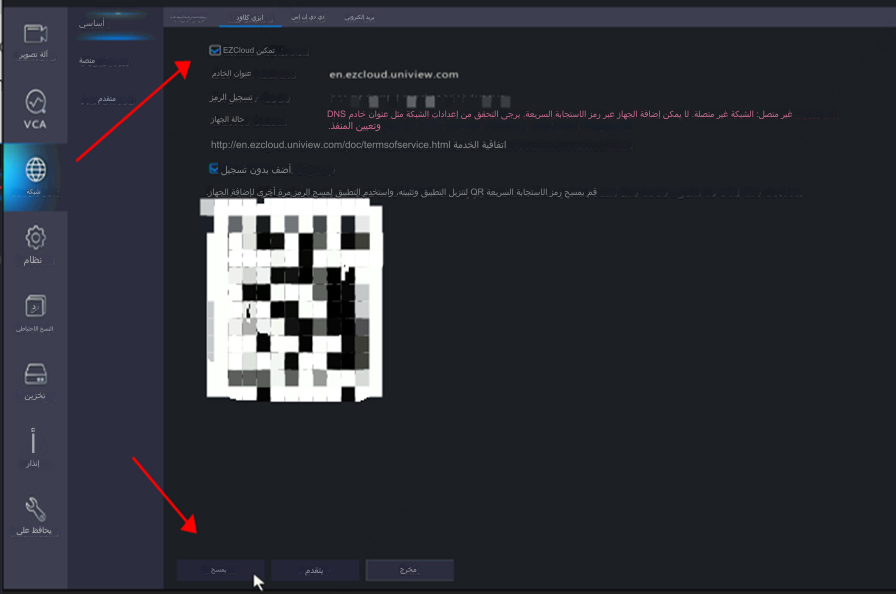 بريد إلكتروني
دي دي إن إس
ايزي كلاود
أساسي
منصة
متقدم
آلة تصوير
VCA
شبكة
نظام
النسخ الاحتياطي
تخزين
إنذار
يحافظ على
تمكين EZCloud
عنوان الخادم
en.ezcloud.uniview.com
تسجيل الرمز
حالة الجهاز
غير متصل: الشبكة غير متصلة. لا يمكن إضافة الجهاز عبر رمز الاستجابة السريعة. يرجى التحقق من إعدادات الشبكة مثل عنوان خادم DNS
وتعيين المنفذ.
اتفاقية الخدمة http://en.ezcloud.uniview.com/doc/termsofservice.html
أضف بدون تسجيل
قم بمسح رمز الاستجابة السريعة QR لتنزيل التطبيق وتثبيته، واستخدم التطبيق لمسح الرمز مرة أخرى لإضافة الجهاز.
يمسح
يتقدم
مخرج